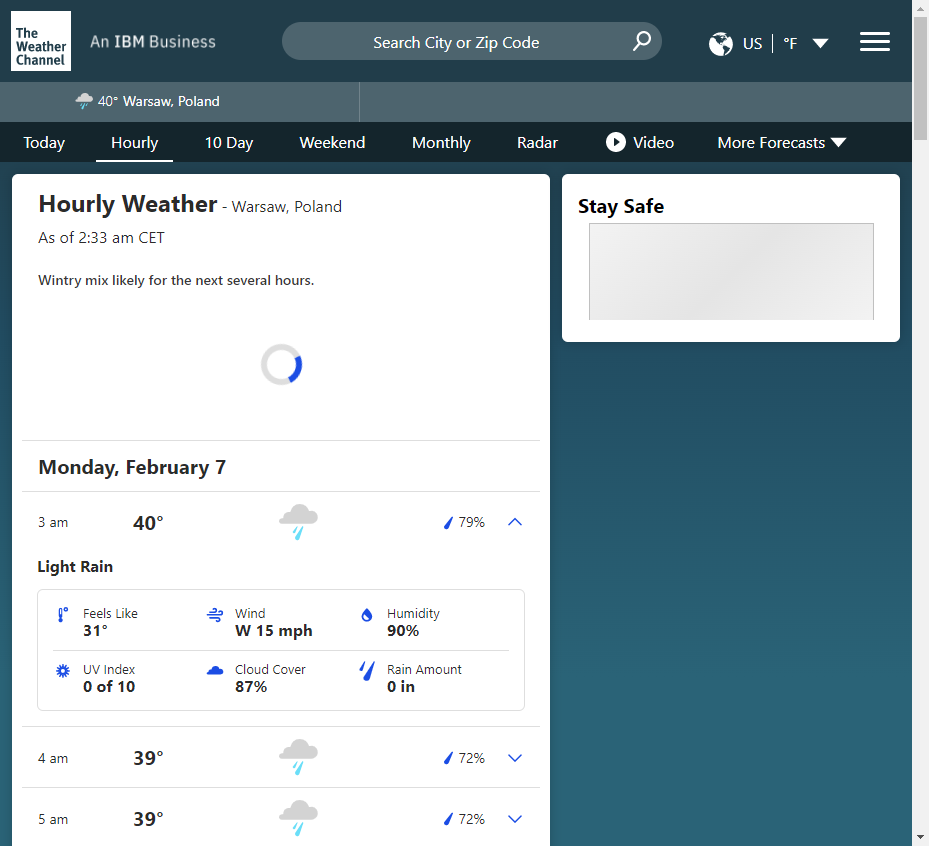 The
Weather
Channel
An IBM Business
Search City or Zip Code
US | °F
40° Warsaw, Poland
Today Hourly 10 Day Weekend Monthly Radar Video More Forecasts
Hourly Weather - Warsaw, Poland
As of 2:33 am CET
Wintry mix likely for the next several hours.
Stay Safe
Monday, February 7
3 am 40° 79%
Light Rain
Feels Like Wind Humidity
31° W 15 mph 90%
UV Index Cloud Cover Rain Amount
0 of 10 87% 0 in
4 am 39° 72%
5 am 39° 72%